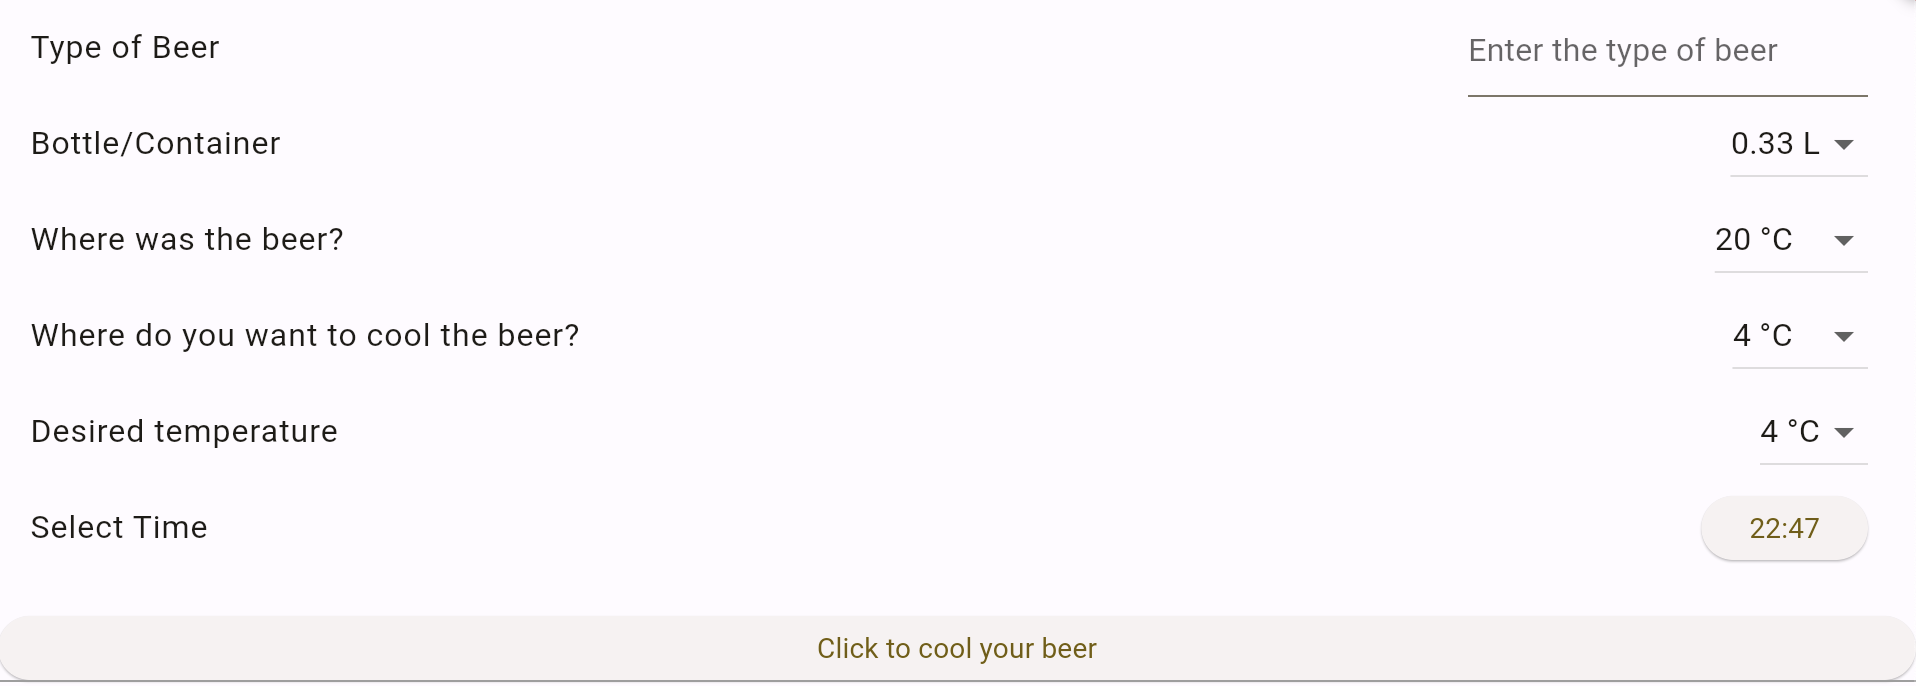 Type of Beer
Enter the type of beer
Bottle/Container
0.33 L
Where was the beer?
20 °C
Where do you want to cool the beer?
4 °C
Desired temperature
4 °C
Select Time
22:47
Click to cool your beer